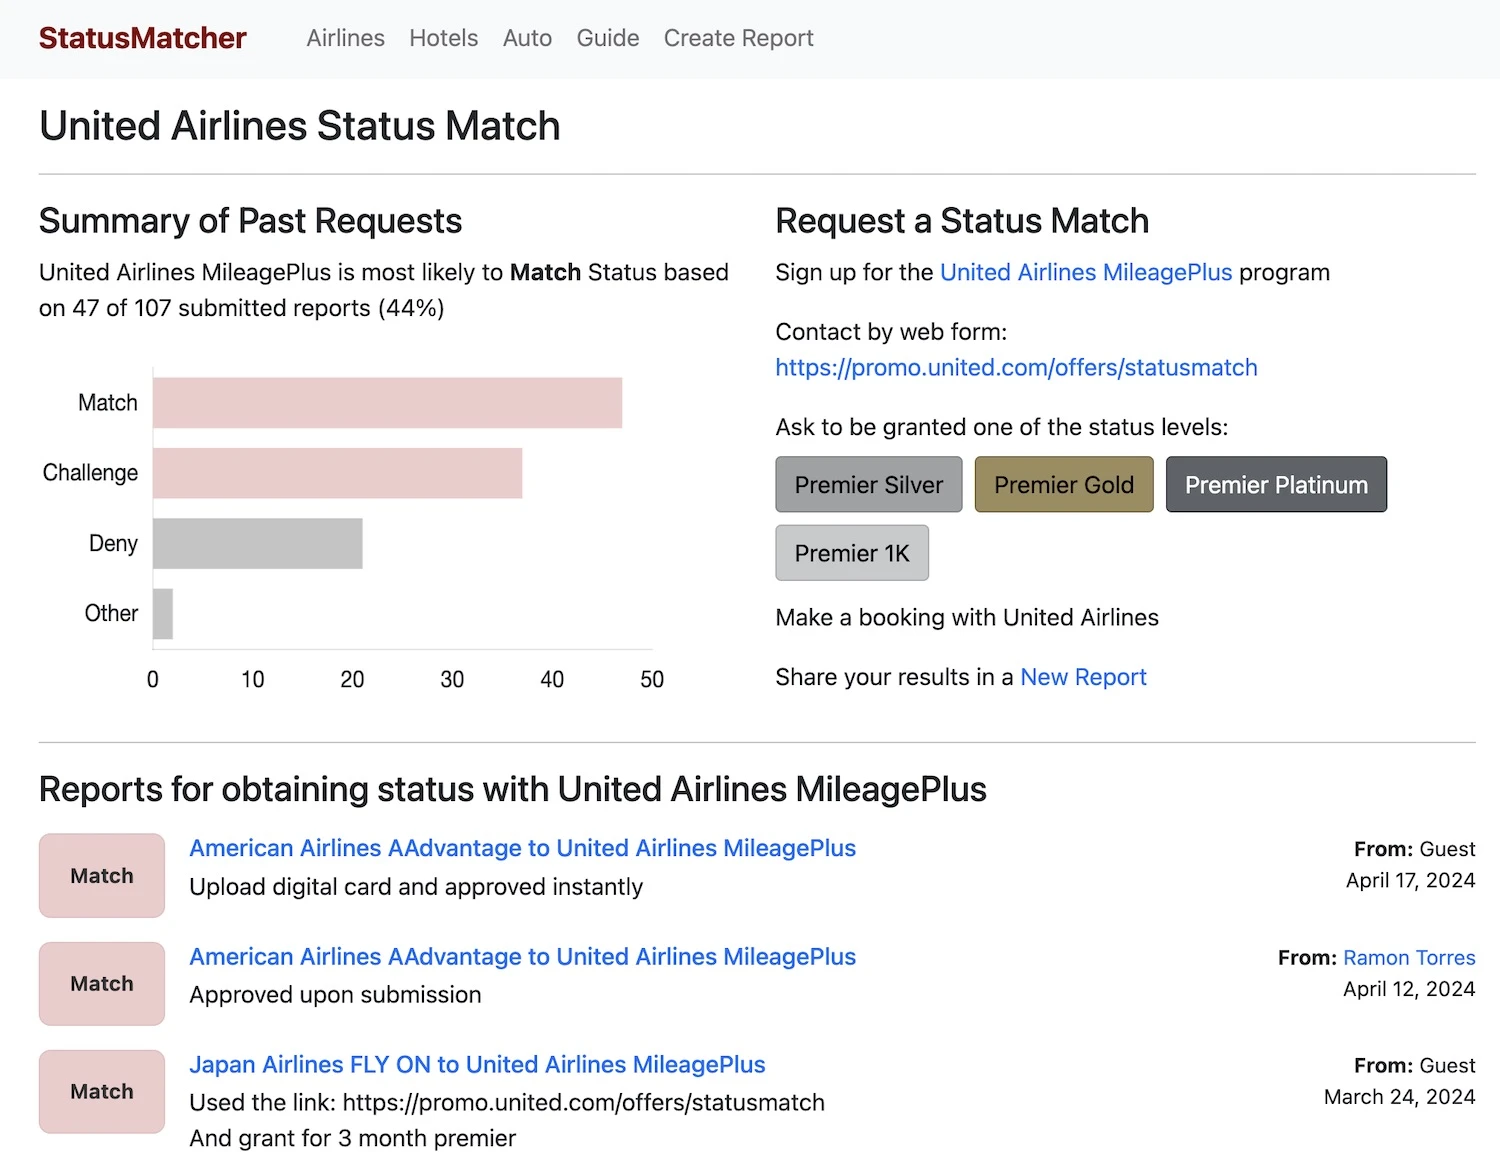 StatusMatcher
Airlines Hotels Auto Guide Create Report
United Airlines Status Match
Summary of Past Requests
United Airlines MileagePlus is most likely to Match Status based
on 47 of 107 submitted reports (44%)
Match
Challenge
Deny
Other
0 10 20 30 40 50
Request a Status Match
Sign up for the United Airlines MileagePlus program
Contact by web form:
https://promo.united.com/offers/statusmatch
Ask to be granted one of the status levels:
Premier Silver Premier Gold Premier Platinum
Premier 1K
Make a booking with United Airlines
Share your results in a New Report
Reports for obtaining status with United Airlines MileagePlus
Match
American Airlines AAdvantage to United Airlines MileagePlus
Upload digital card and approved instantly
From: Guest
April 17, 2024
Match
American Airlines AAdvantage to United Airlines MileagePlus
Approved upon submission
From: Ramon Torres
April 12, 2024
Match
Japan Airlines FLY ON to United Airlines MileagePlus
Used the link: https://promo.united.com/offers/statusmatch
And grant for 3 month premier
From: Guest
March 24, 2024